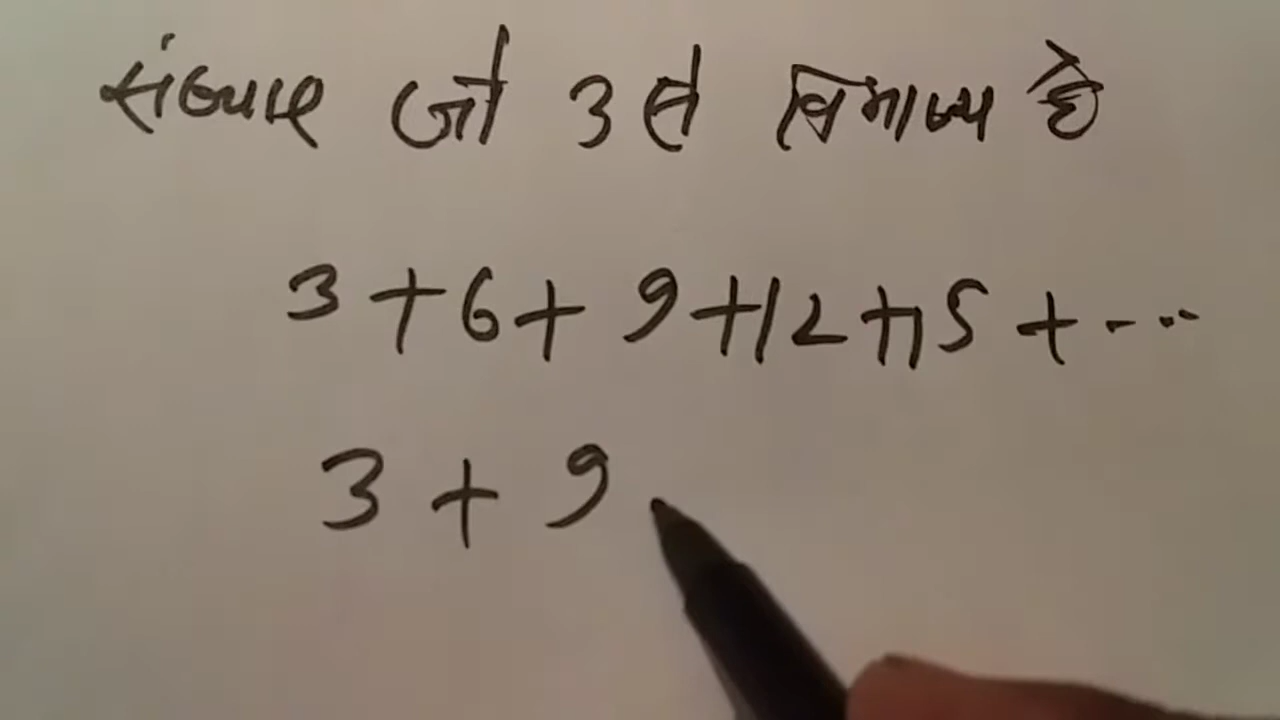 संख्याएं जो 3 से विभाज्य है
3 + 6 + 9 + 12 + 15 + ...
3 + 9